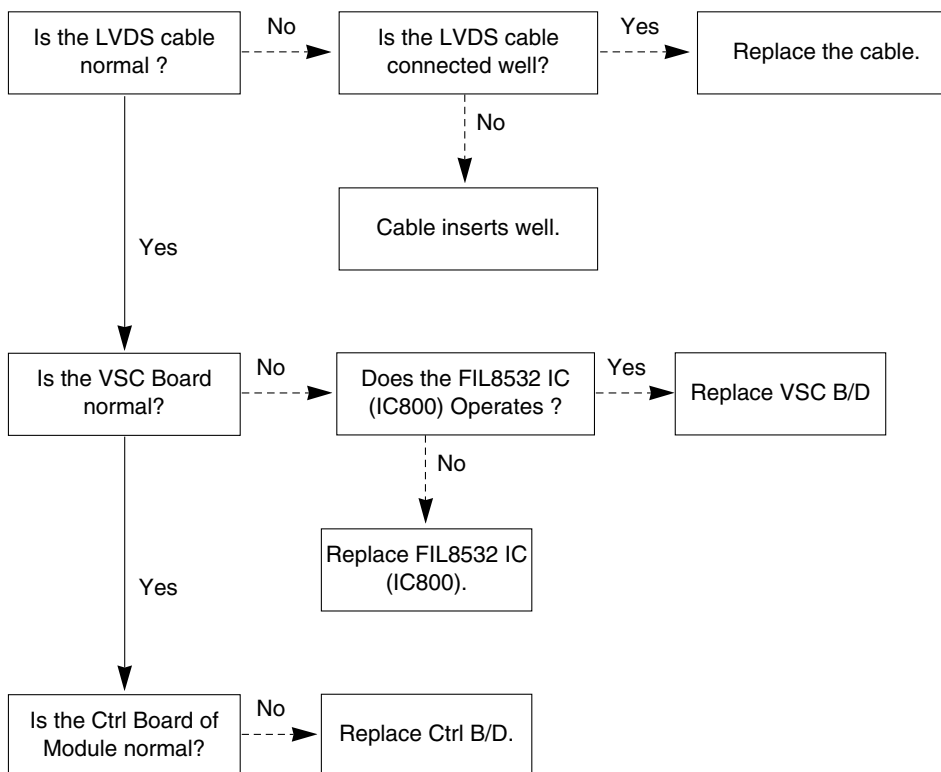 Is the LVDS cable
normal ?
No
Is the LVDS cable
connected well?
Yes
Replace the cable.
No
Cable inserts well.
Yes
Is the VSC Board
normal?
No
Does the FIL8532 IC
(IC800) Operates ?
Yes
Replace VSC B/D
No
Replace FIL8532 IC
(IC800).
Yes
Is the Ctrl Board of
Module normal?
No
Replace Ctrl B/D.